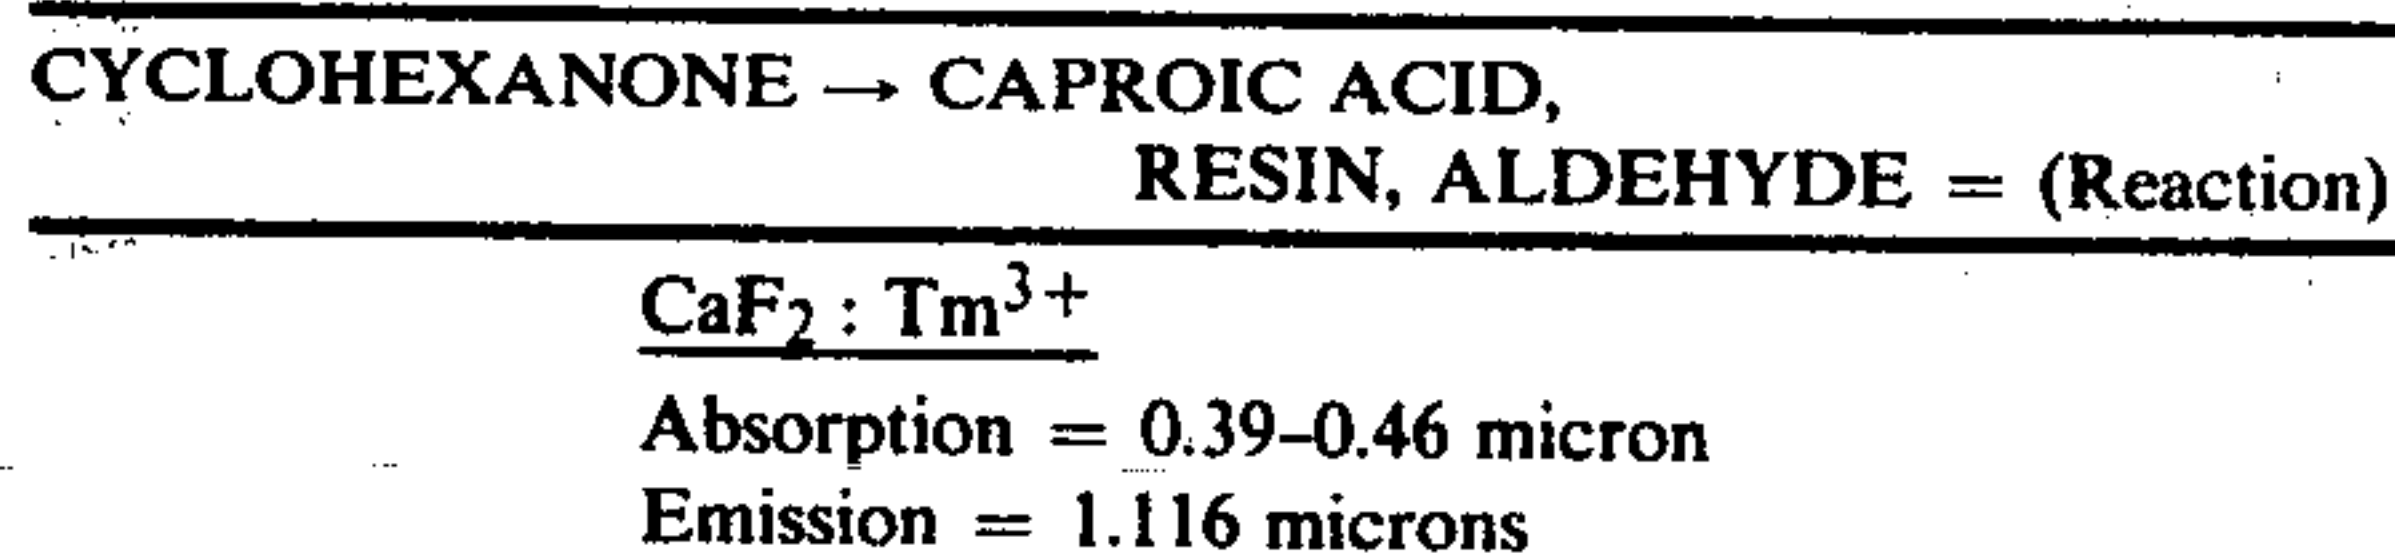 CYCLOHEXANONE → CAPROIC ACID,
RESIN, ALDEHYDE = (Reaction)
CaF₂ : Tm³⁺
Absorption = 0.39–0.46 micron
Emission = 1.116 microns